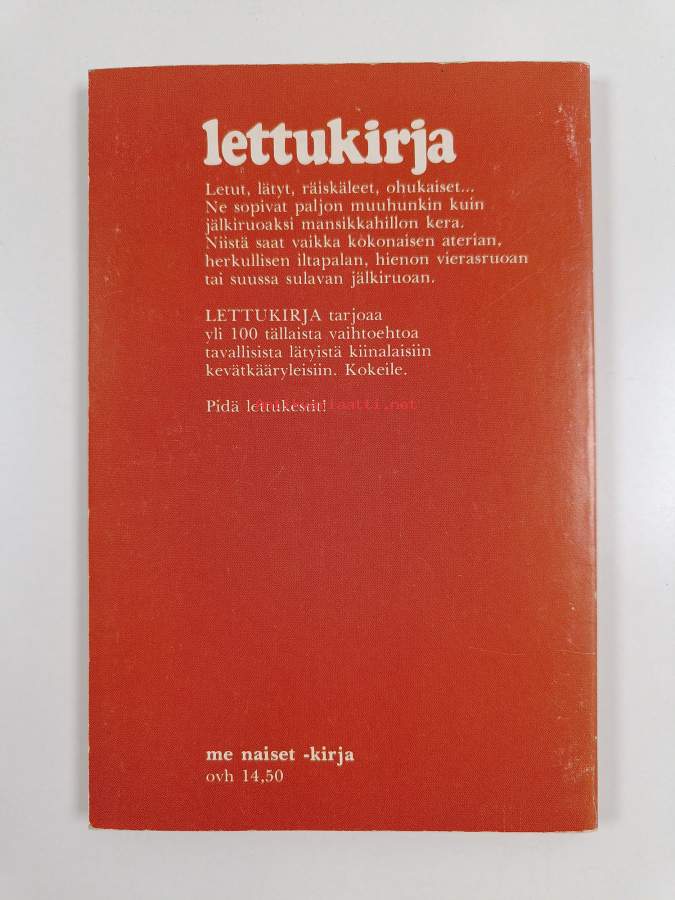 lettukirja
Letut, lätyt, räiskäleet, ohukaiset...
Ne sopivat paljon muuhunkin kuin
jälkiruoaksi mansikkahillon kera.
Niistä saat vaikka kokonaisen aterian,
herkullisen iltapalan, hienon vierasruoan
tai suussa sulavan jälkiruoan.
LETTUKIRJA tarjoaa
yli 100 tällaista vaihtoehtoa
tavallisista lätyistä kiinalaisiin
kevätkääryleisiin. Kokeile.
Pidä lettukestit!
me naiset -kirja
ovh 14,50